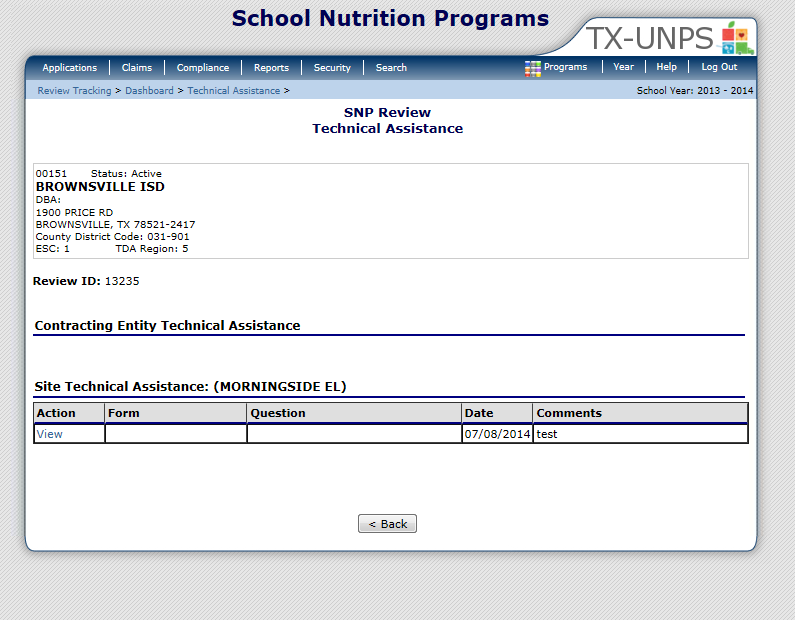 School Nutrition Programs
TX-UNPS
Applications Claims Compliance Reports Security Search Programs Year Help Log Out
Review Tracking > Dashboard > Technical Assistance > School Year: 2013 - 2014
SNP Review
Technical Assistance
00151 Status: Active
BROWNSVILLE ISD
DBA:
1900 PRICE RD
BROWNSVILLE, TX 78521-2417
County District Code: 031-901
ESC: 1 TDA Region: 5
Review ID: 13235
Contracting Entity Technical Assistance
Site Technical Assistance: (MORNINGSIDE EL)
Action Form Question Date Comments
View 07/08/2014 test
< Back